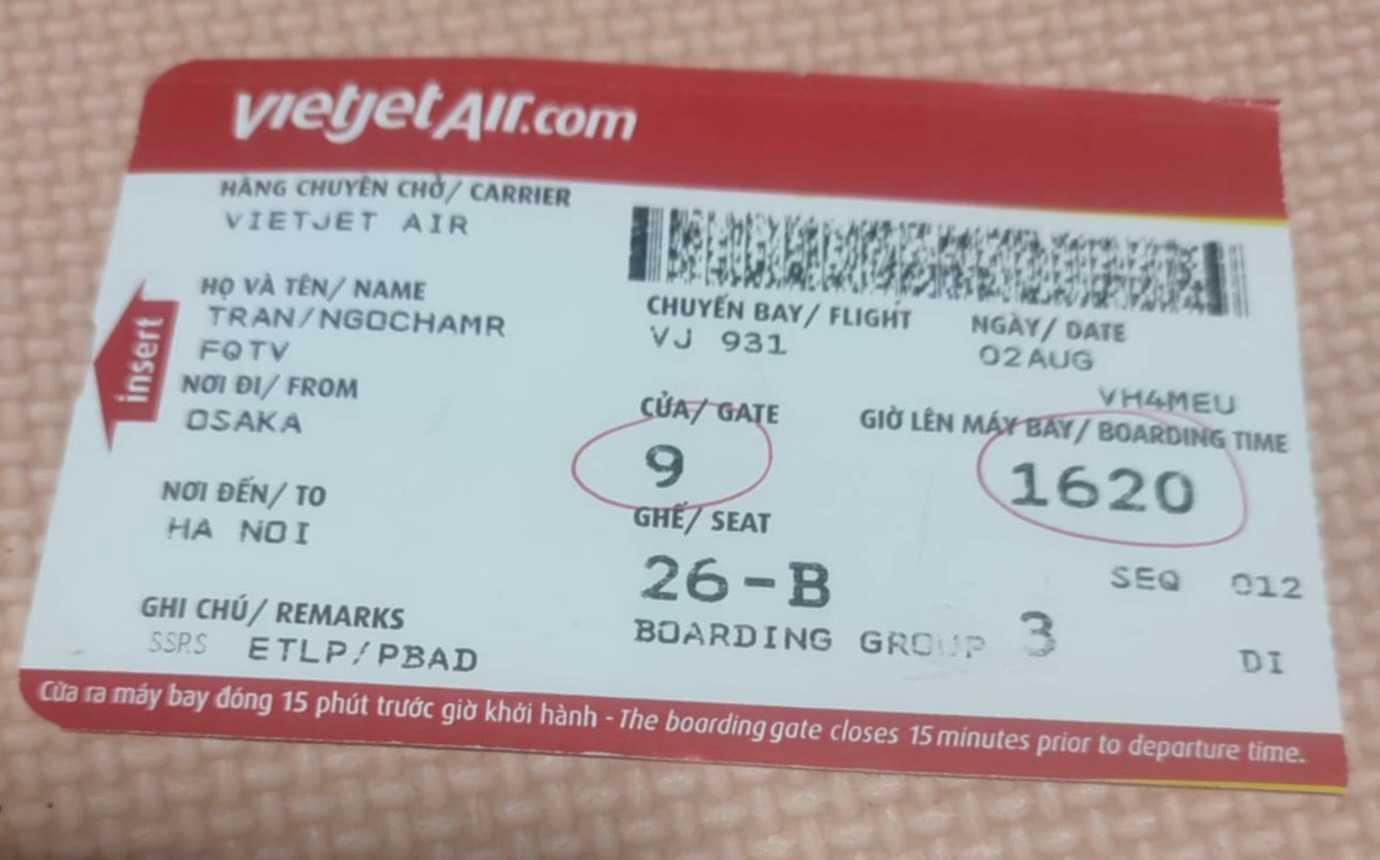 vietjetAir.com
HÃNG CHUYÊN CHỞ/ CARRIER
VIETJET AIR
HỌ VÀ TÊN/ NAME
TRAN/NGOCHAMR
FQTV
CHUYẾN BAY/ FLIGHT
VJ 931
NGÀY/ DATE
02AUG
insert
NƠI ĐI/ FROM
OSAKA
VH4MEU
CỬA/ GATE
9
GIỜ LÊN MÁY BAY/ BOARDING TIME
1620
NƠI ĐẾN/ TO
HA NOI
GHẾ/ SEAT
26-B
SEQ 012
GHI CHÚ/ REMARKS
SSRS ETLP/PBAD
BOARDING GROUP 3
DI
Cửa ra máy bay đóng 15 phút trước giờ khởi hành - The boarding gate closes 15 minutes prior to departure time.